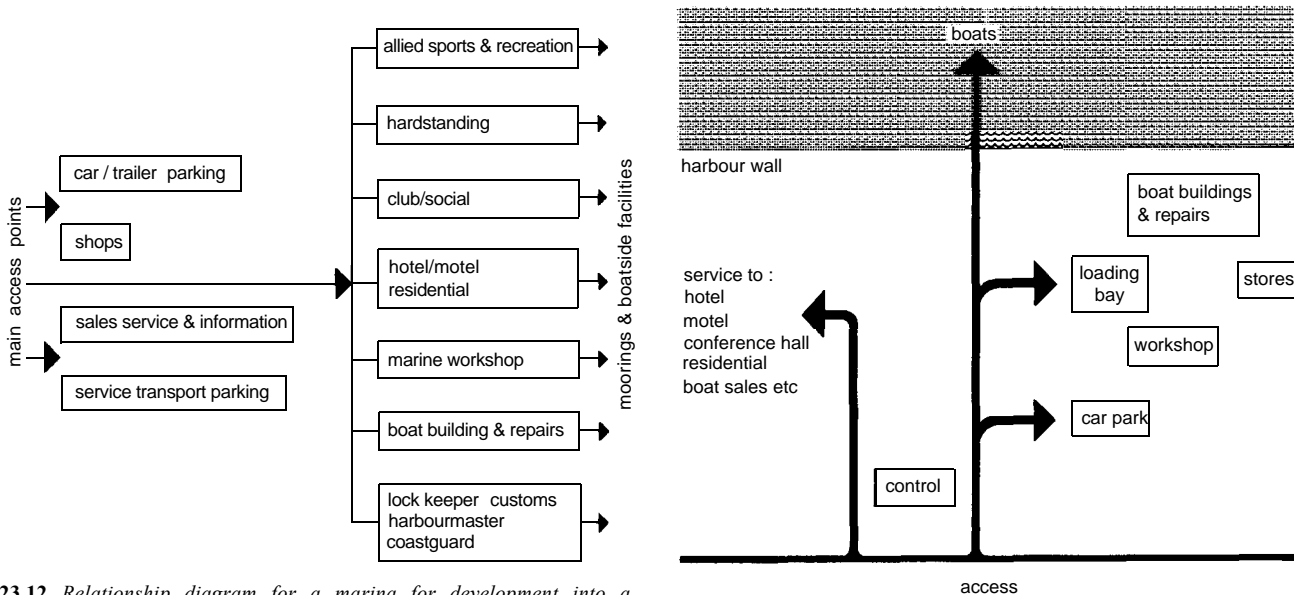 main access points
car / trailer parking
shops
sales service & information
service transport parking
allied sports & recreation
hardstanding
club/social
hotel/motel
residential
marine workshop
boat building & repairs
lock keeper customs
harbourmaster
coastguard
moorings & boatside facilities
23.12 Relationship diagram for a marina for development into a
boats
harbour wall
boat buildings
& repairs
loading
bay
stores
workshop
service to :
hotel
motel
conference hall
residential
boat sales etc
car park
control
access